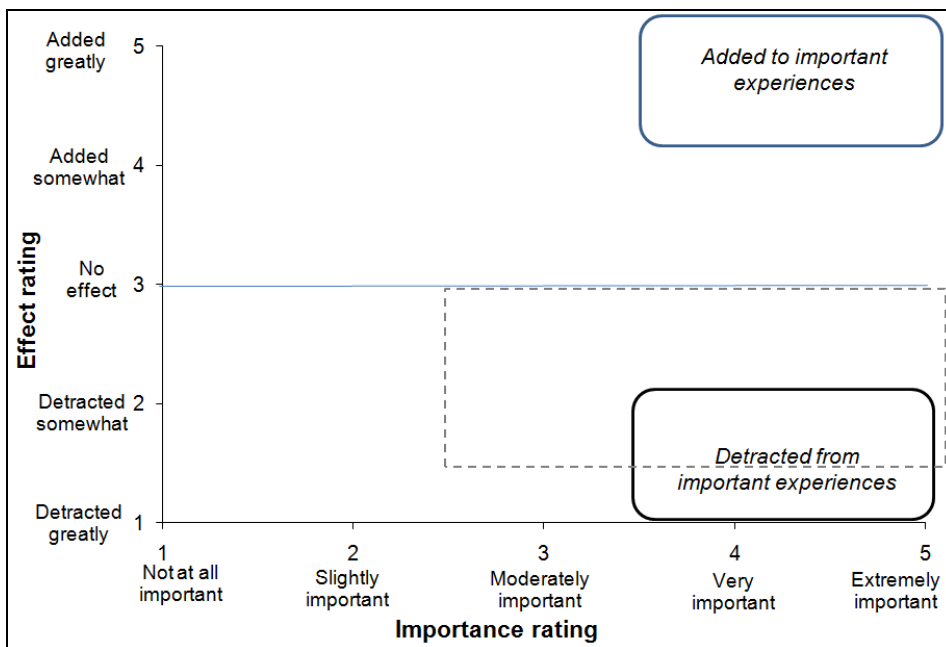 Added
greatly
5
Added to important
experiences
Added
somewhat
4
Effect rating
No
effect
3
Detracted
somewhat
2
Detracted from
important experiences
Detracted
greatly
1
1
2
3
4
5
Not at all
important
Slightly
important
Moderately
important
Very
important
Extremely
important
Importance rating